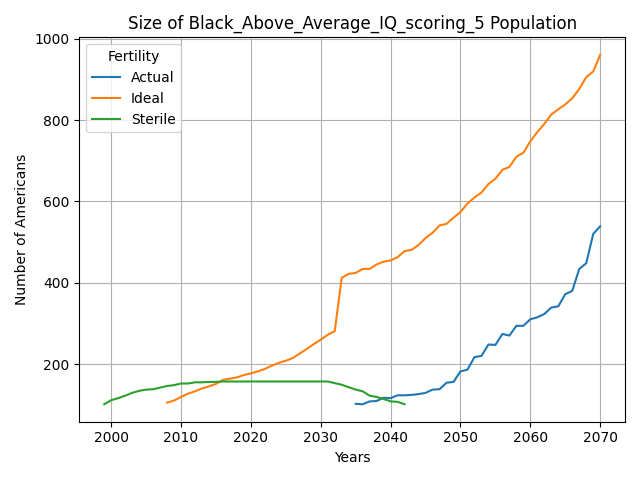 Size of Black_Above_Average_IQ_scoring_5 Population
Number of Americans
1000
800
600
400
200
Fertility
Actual
Ideal
Sterile
2000 2010 2020 2030 2040 2050 2060 2070
Years